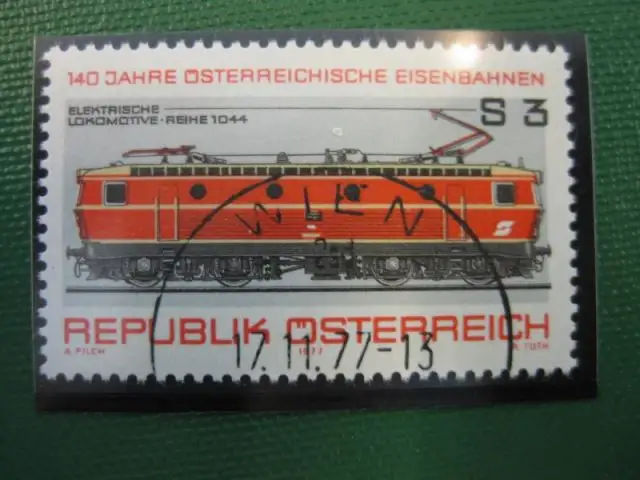 140 JAHRE ÖSTERREICHISCHE EISENBAHNEN
ELEKTRISCHE
LOKOMOTIVE·REIHE 1044
S 3
WIEN
REPUBLIK ÖSTERREICH
A. PILCH 1977 A. TOTH
17.11.77-13